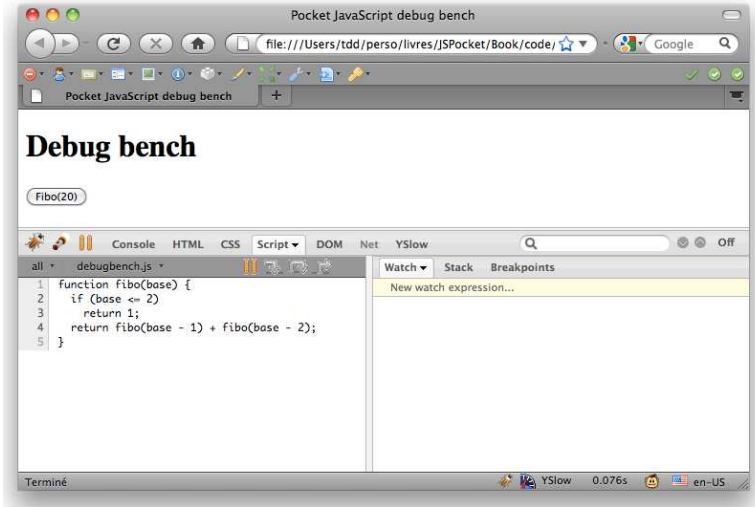 Pocket JavaScript debug bench
file:///Users/tdd/perso/livres/JSPocket/Book/code/
Google
Pocket JavaScript debug bench
+
Debug bench
Fibo(20)
Console HTML CSS Script DOM Net YSlow
Off
all debugbench.js
Watch Stack Breakpoints
New watch expression...
1 function fibo(base) {
2 if (base <= 2)
3 return 1;
4 return fibo(base - 1) + fibo(base - 2);
5 }
Terminé
YSlow 0.076s en-US